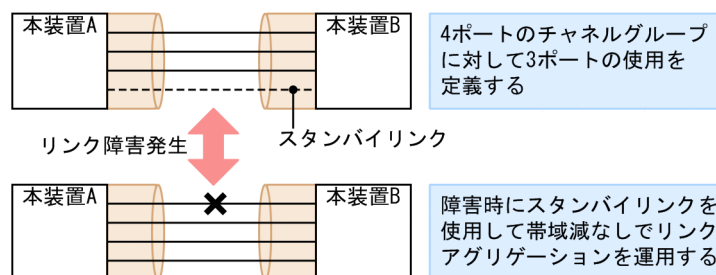 本装置A
本装置B
4ポートのチャネルグループ
に対して3ポートの使用を
定義する
リンク障害発生
スタンバイリンク
本装置A
本装置B
障害時にスタンバイリンクを
使用して帯域減なしでリンク
アグリゲーションを運用する